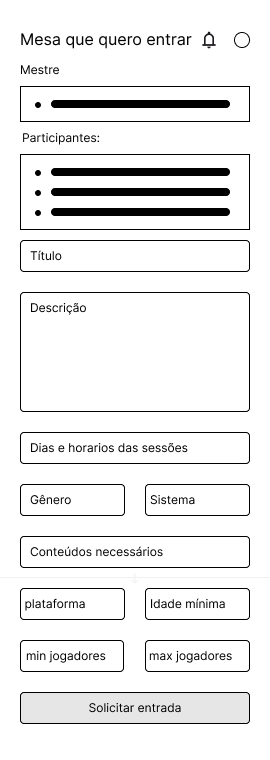 Mesa que quero entrar
Mestre
Participantes:
Título
Descrição
Dias e horarios das sessões
Gênero
Sistema
Conteúdos necessários
plataforma
Idade mínima
min jogadores
max jogadores
Solicitar entrada